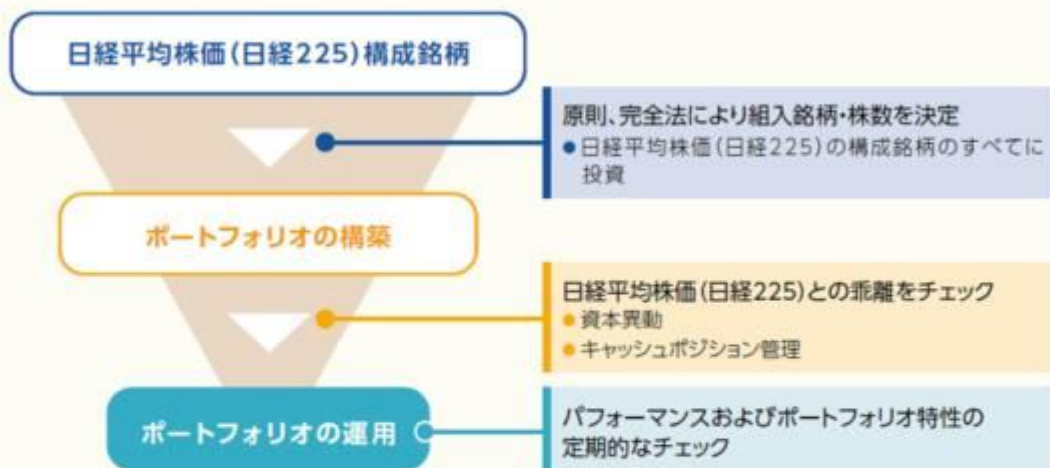 日経平均株価(日経225)構成銘柄
原則、完全法により組入銘柄・株数を決定
●日経平均株価(日経225)の構成銘柄のすべてに
投資
ポートフォリオの構築
日経平均株価(日経225)との乖離をチェック
●資本異動
●キャッシュポジション管理
ポートフォリオの運用
パフォーマンスおよびポートフォリオ特性の
定期的なチェック